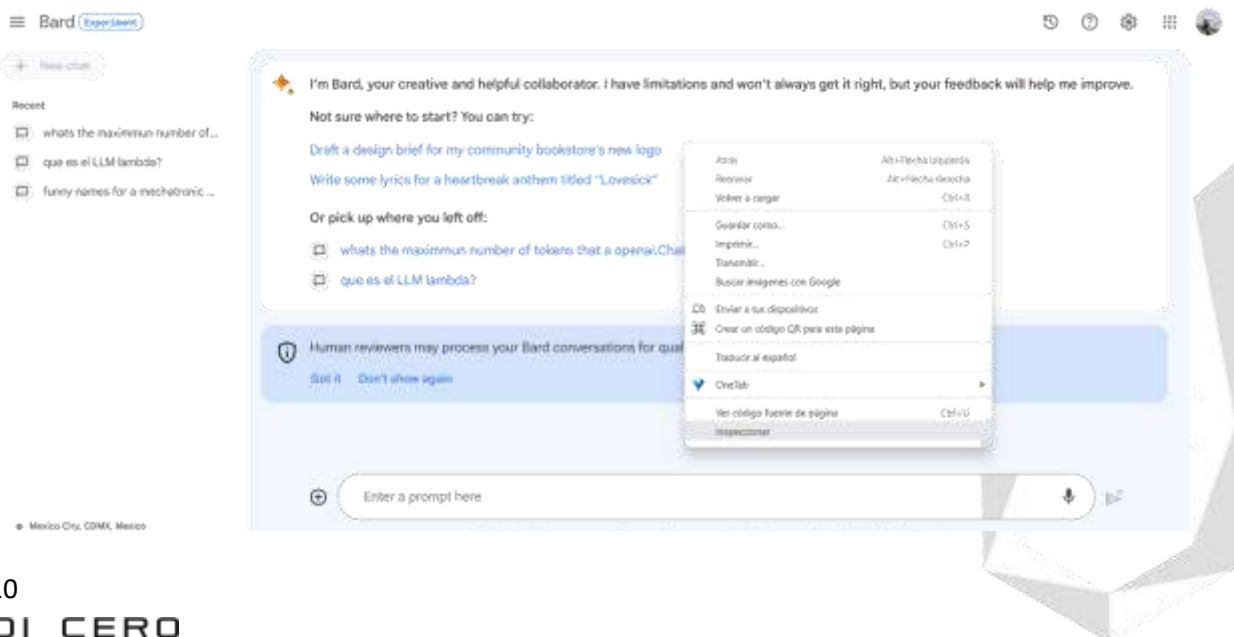 Bard Experiment
New chat
Recent
whats the maximmun number of...
que es el LLM lambda?
funny names for a mechatronic ...
Mexico City, CDMX, Mexico
I'm Bard, your creative and helpful collaborator. I have limitations and won't always get it right, but your feedback will help me improve.
Not sure where to start? You can try:
Draft a design brief for my community bookstore's new logo
Write some lyrics for a heartbreak anthem titled "Lovesick"
Or pick up where you left off:
whats the maximmun number of tokens that a openai.Chat
que es el LLM lambda?
Human reviewers may process your Bard conversations for qual
Got it Don't show again
Atrás Alt+Flecha izquierda
Reenviar Alt+Flecha derecha
Volver a cargar Ctrl+R
Guardar como... Ctrl+S
Imprimir... Ctrl+P
Transmitir...
Buscar imágenes con Google
Enviar a tus dispositivos
Crear un código QR para esta página
Traducir al español
OneTab
Ver código fuente de página Ctrl+U
Inspeccionar
Enter a prompt here
.0
DI CERO